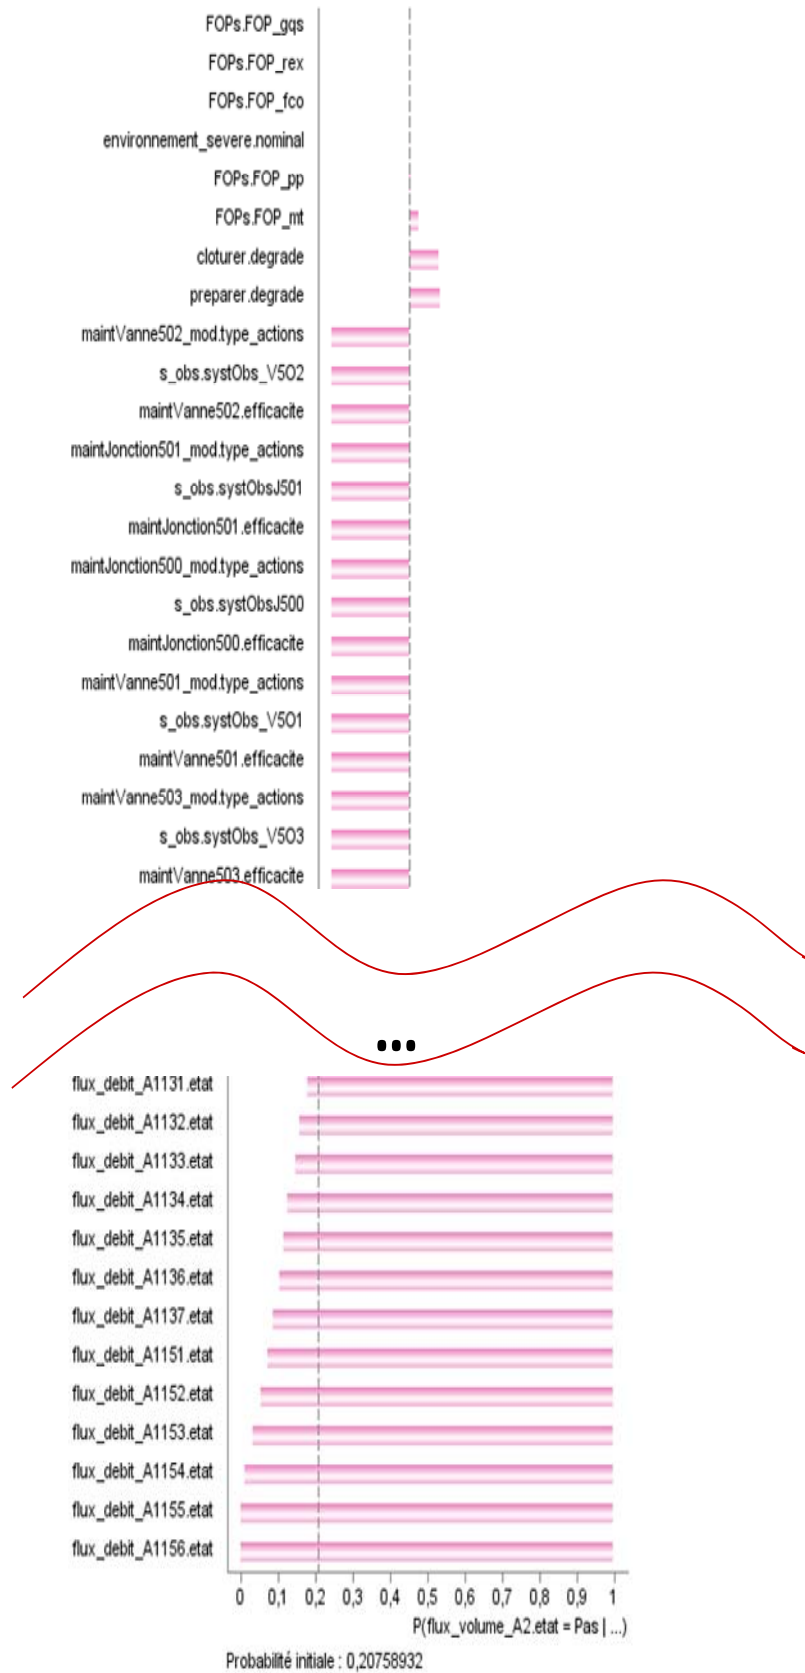 FOPs.FOP_gqs
FOPs.FOP_rex
FOPs.FOP_fco
environnement_severe.nominal
FOPs.FOP_pp
FOPs.FOP_mt
cloturer.degrade
preparer.degrade
maintVanne502_mod.type_actions
s_obs.systObs_V5O2
maintVanne502.efficacite
maintJonction501_mod.type_actions
s_obs.systObsJ501
maintJonction501.efficacite
maintJonction500_mod.type_actions
s_obs.systObsJ500
maintJonction500.efficacite
maintVanne501_mod.type_actions
s_obs.systObs_V5O1
maintVanne501.efficacite
maintVanne503_mod.type_actions
s_obs.systObs_V5O3
maintVanne503.efficacite
...
flux_debit_A1131.etat
flux_debit_A1132.etat
flux_debit_A1133.etat
flux_debit_A1134.etat
flux_debit_A1135.etat
flux_debit_A1136.etat
flux_debit_A1137.etat
flux_debit_A1151.etat
flux_debit_A1152.etat
flux_debit_A1153.etat
flux_debit_A1154.etat
flux_debit_A1155.etat
flux_debit_A1156.etat
0 0,1 0,2 0,3 0,4 0,5 0,6 0,7 0,8 0,9 1
P(flux_volume_A2.etat = Pas | ...)
Probabilité initiale : 0,20758932